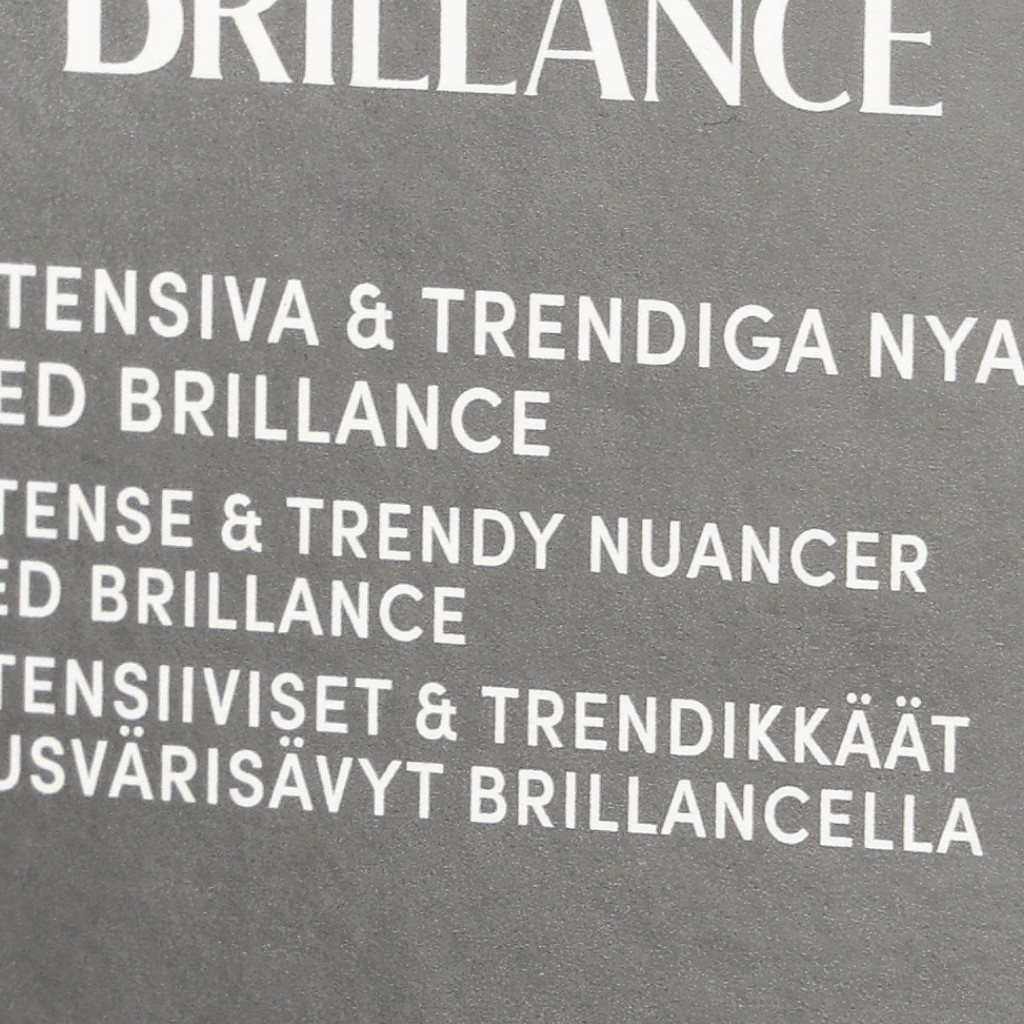 BRILLANCE
TENSIVA & TRENDIGA NYA
ED BRILLANCE
TENSE & TRENDY NUANCER
ED BRILLANCE
TENSIIVISET & TRENDIKKÄÄT
USVÄRISÄVYT BRILLANCELLA